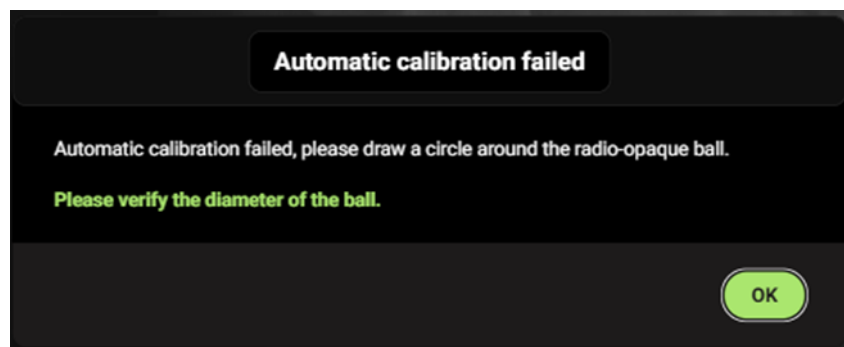 Automatic calibration failed
Automatic calibration failed, please draw a circle around the radio-opaque ball.
Please verify the diameter of the ball.
OK